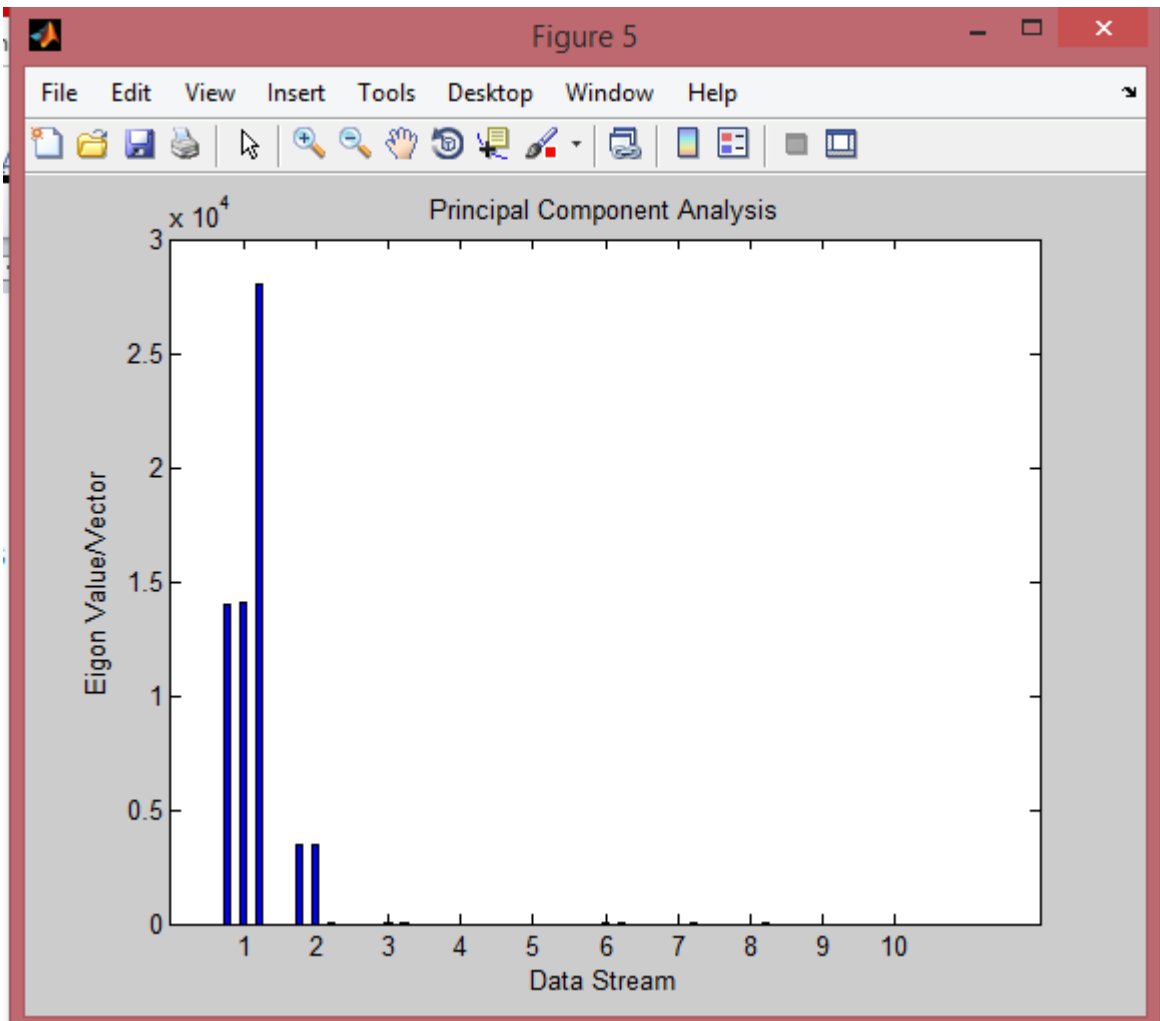 Figure 5
File Edit View Insert Tools Desktop Window Help
Principal Component Analysis
x 10^4
3
2.5
2
1.5
1
0.5
0
Eigon Value/Vector
1 2 3 4 5 6 7 8 9 10
Data Stream